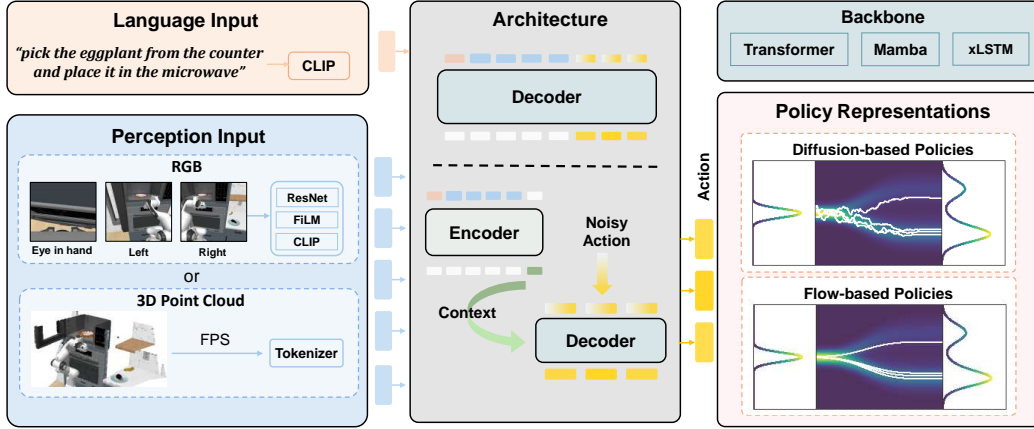 Language Input
“pick the eggplant from the counter
and place it in the microwave”
CLIP
Perception Input
RGB
Eye in hand
Left
Right
ResNet
FiLM
CLIP
or
3D Point Cloud
FPS
Tokenizer
Architecture
Decoder
Encoder
Noisy
Action
Context
Decoder
Action
Backbone
Transformer
Mamba
xLSTM
Policy Representations
Diffusion-based Policies
Flow-based Policies